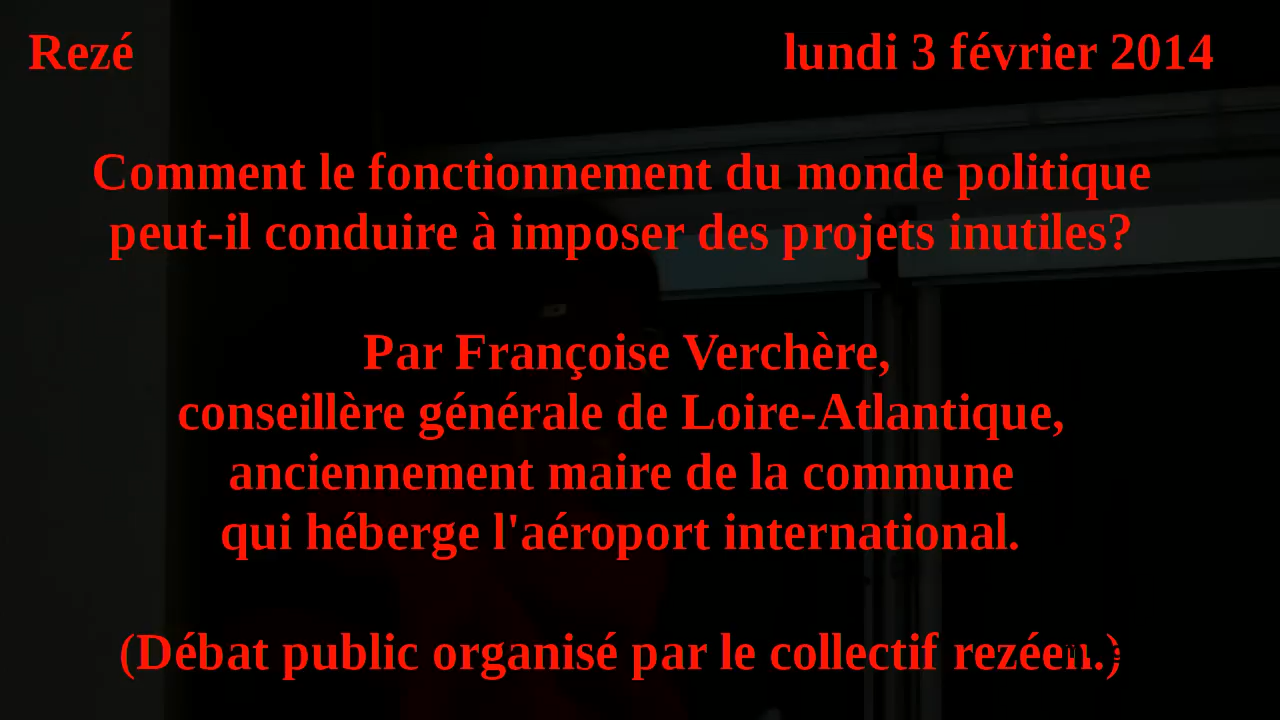 Rezé lundi 3 février 2014
Comment le fonctionnement du monde politique
peut-il conduire à imposer des projets inutiles?
Par Françoise Verchère,
conseillère générale de Loire-Atlantique,
anciennement maire de la commune
qui héberge l'aéroport international.
(Débat public organisé par le collectif rezéen.)